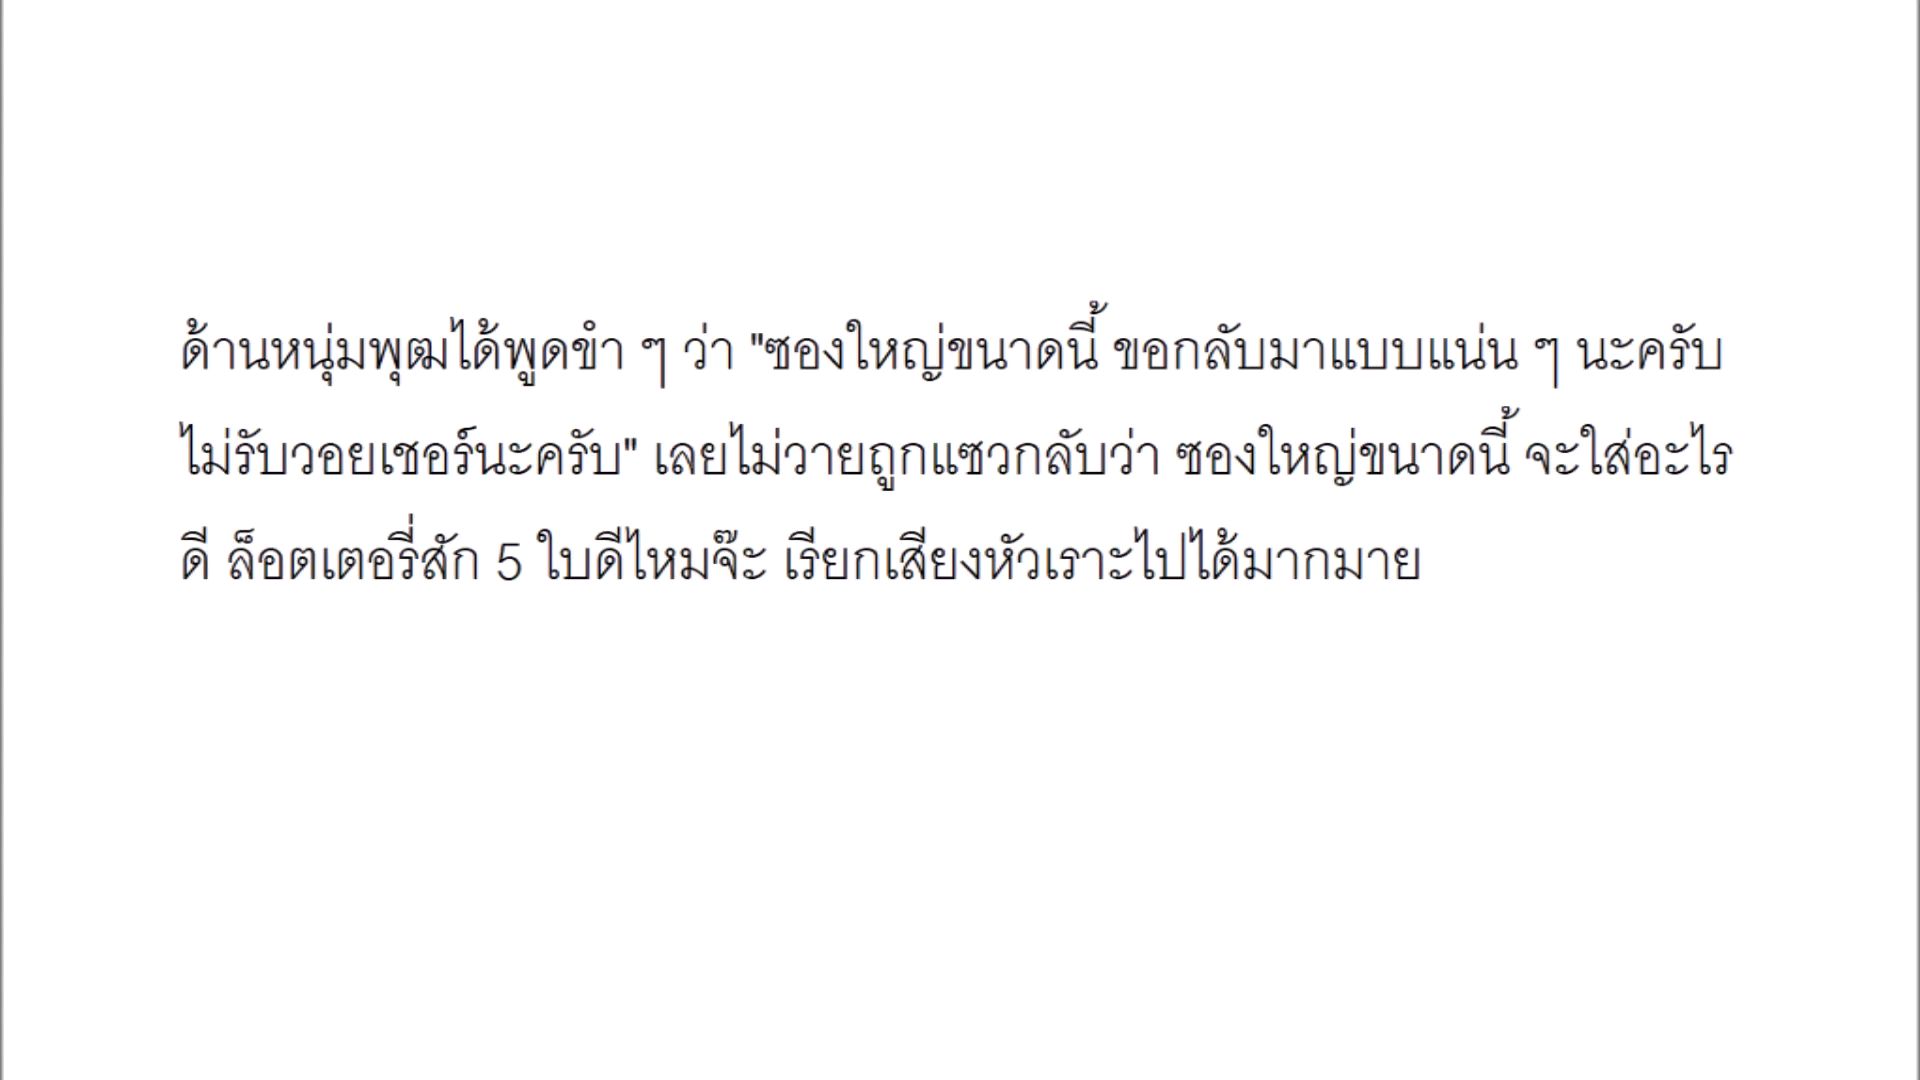 ด้านหนุ่มพุฒได้พูดขำ ๆ ว่า "ซองใหญ่ขนาดนี้ ขอกลับมาแบบแน่น ๆ นะครับ
ไม่รับวอยเชอร์นะครับ" เลยไม่วายถูกแซวกลับว่า ซองใหญ่ขนาดนี้ จะใส่อะไร
ดี ล็อตเตอรี่สัก 5 ใบดีไหมจ๊ะ เรียกเสียงหัวเราะไปได้มากมาย